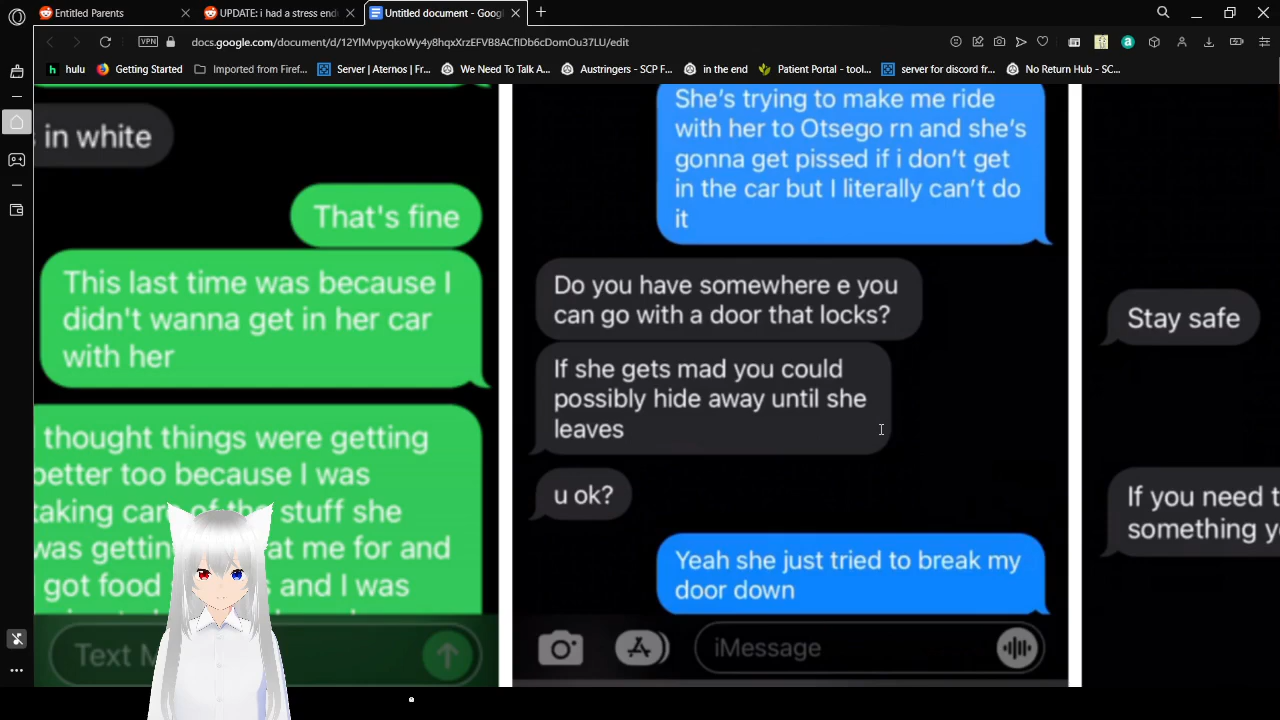 Entitled Parents
UPDATE: i had a stress end
Untitled document - Goog
VPN
docs.google.com/document/d/12YlMvpyqkoWy4y8hqxXrzEFVB8ACfIDb6cDomOu37LU/edit
hulu
Getting Started
Imported from Firef...
Server | Aternos | Fr...
We Need To Talk A...
Austringers - SCP F...
in the end
Patient Portal - tool...
server for discord fr...
No Return Hub - SC...
in white
That's fine
This last time was because I
didn't wanna get in her car
with her
thought things were getting
better too because I was
taking care of the stuff she
was getting at me for and
got food and I was
Text M
She's trying to make me ride
with her to Otsego rn and she's
gonna get pissed if i don't get
in the car but I literally can't do
it
Do you have somewhere e you
can go with a door that locks?
If she gets mad you could
possibly hide away until she
leaves
u ok?
Yeah she just tried to break my
door down
iMessage
Stay safe
If you need t
something y